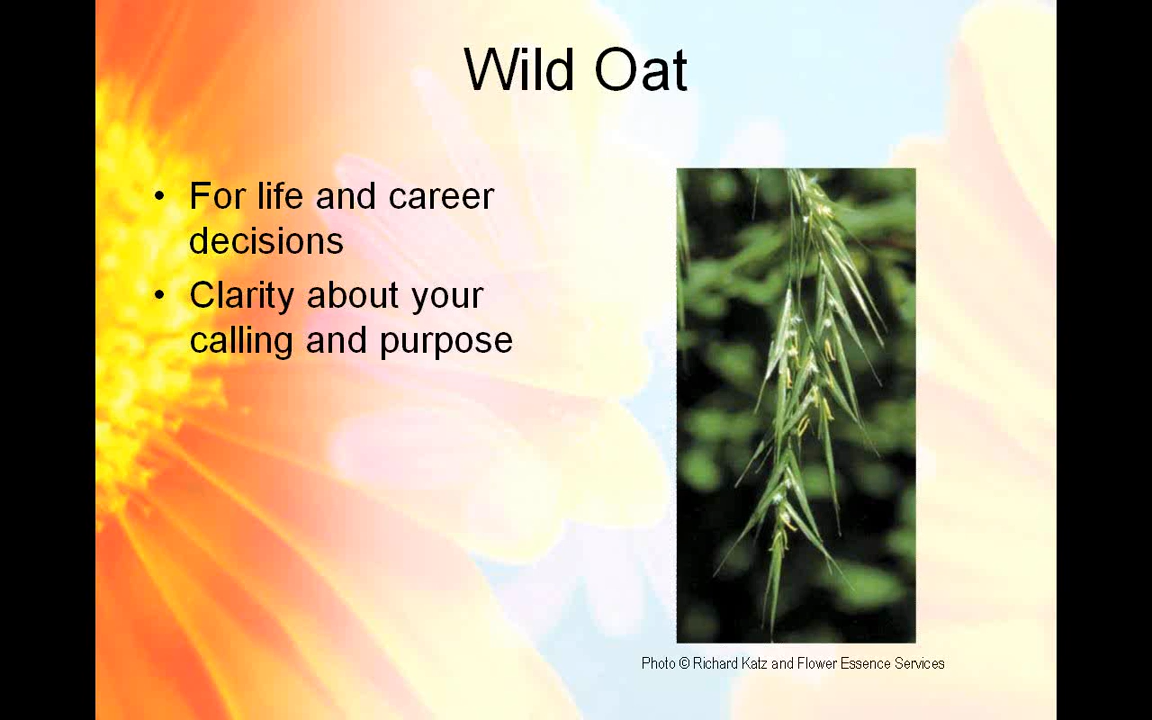 Wild Oat
• For life and career
decisions
• Clarity about your
calling and purpose
Photo © Richard Katz and Flower Essence Services